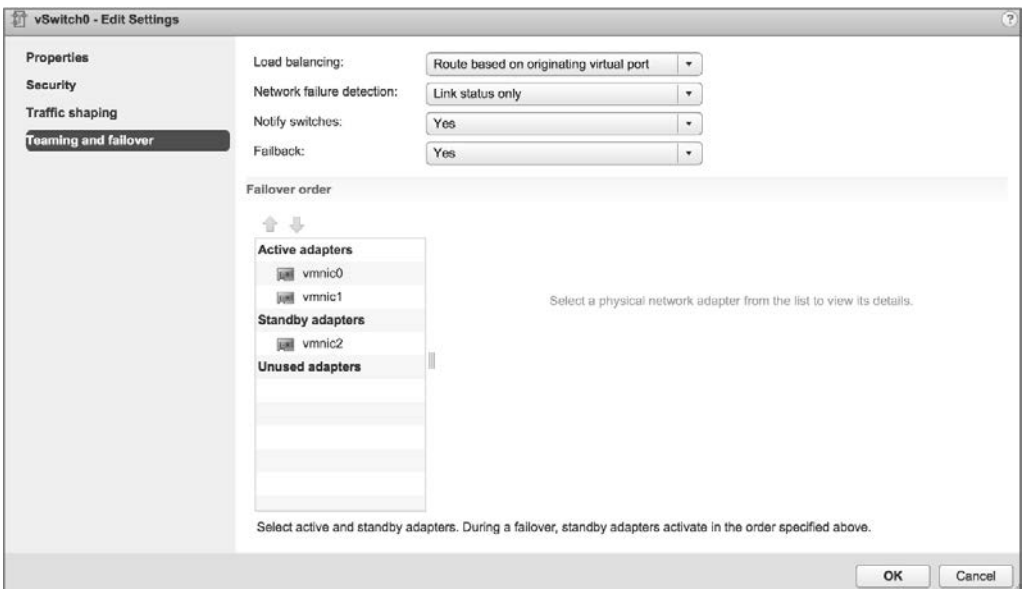 vSwitch0 - Edit Settings
?
Properties
Security
Traffic shaping
Teaming and failover
Load balancing:
Route based on originating virtual port
Network failure detection:
Link status only
Notify switches:
Yes
Failback:
Yes
Failover order
Active adapters
vmnic0
vmnic1
Standby adapters
vmnic2
Unused adapters
Select a physical network adapter from the list to view its details.
Select active and standby adapters. During a failover, standby adapters activate in the order specified above.
OK
Cancel